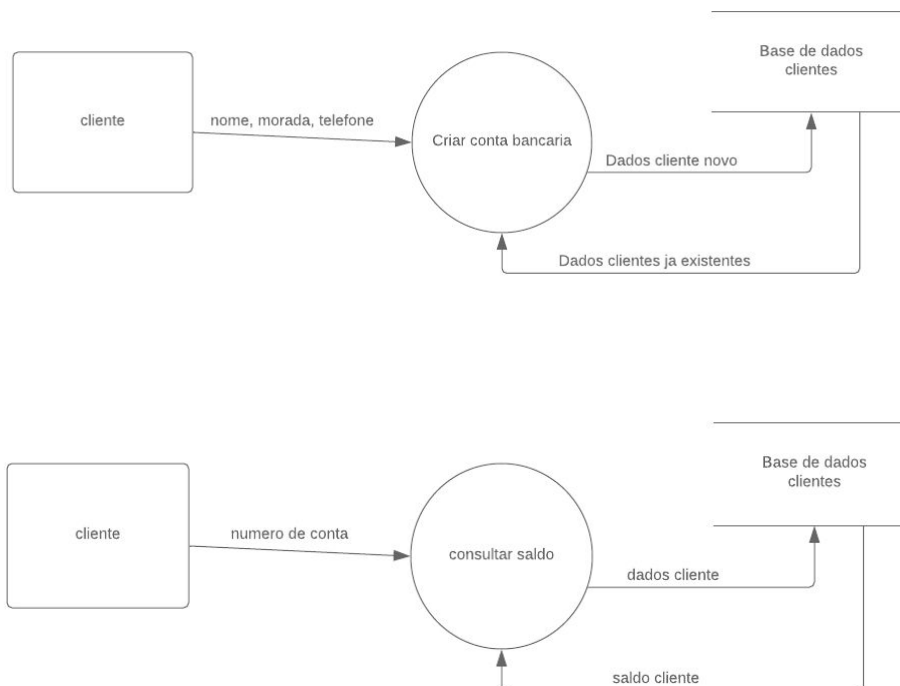 Base de dados
clientes
cliente
nome, morada, telefone
Criar conta bancaria
Dados cliente novo
Dados clientes ja existentes
Base de dados
clientes
cliente
numero de conta
consultar saldo
dados cliente
saldo cliente